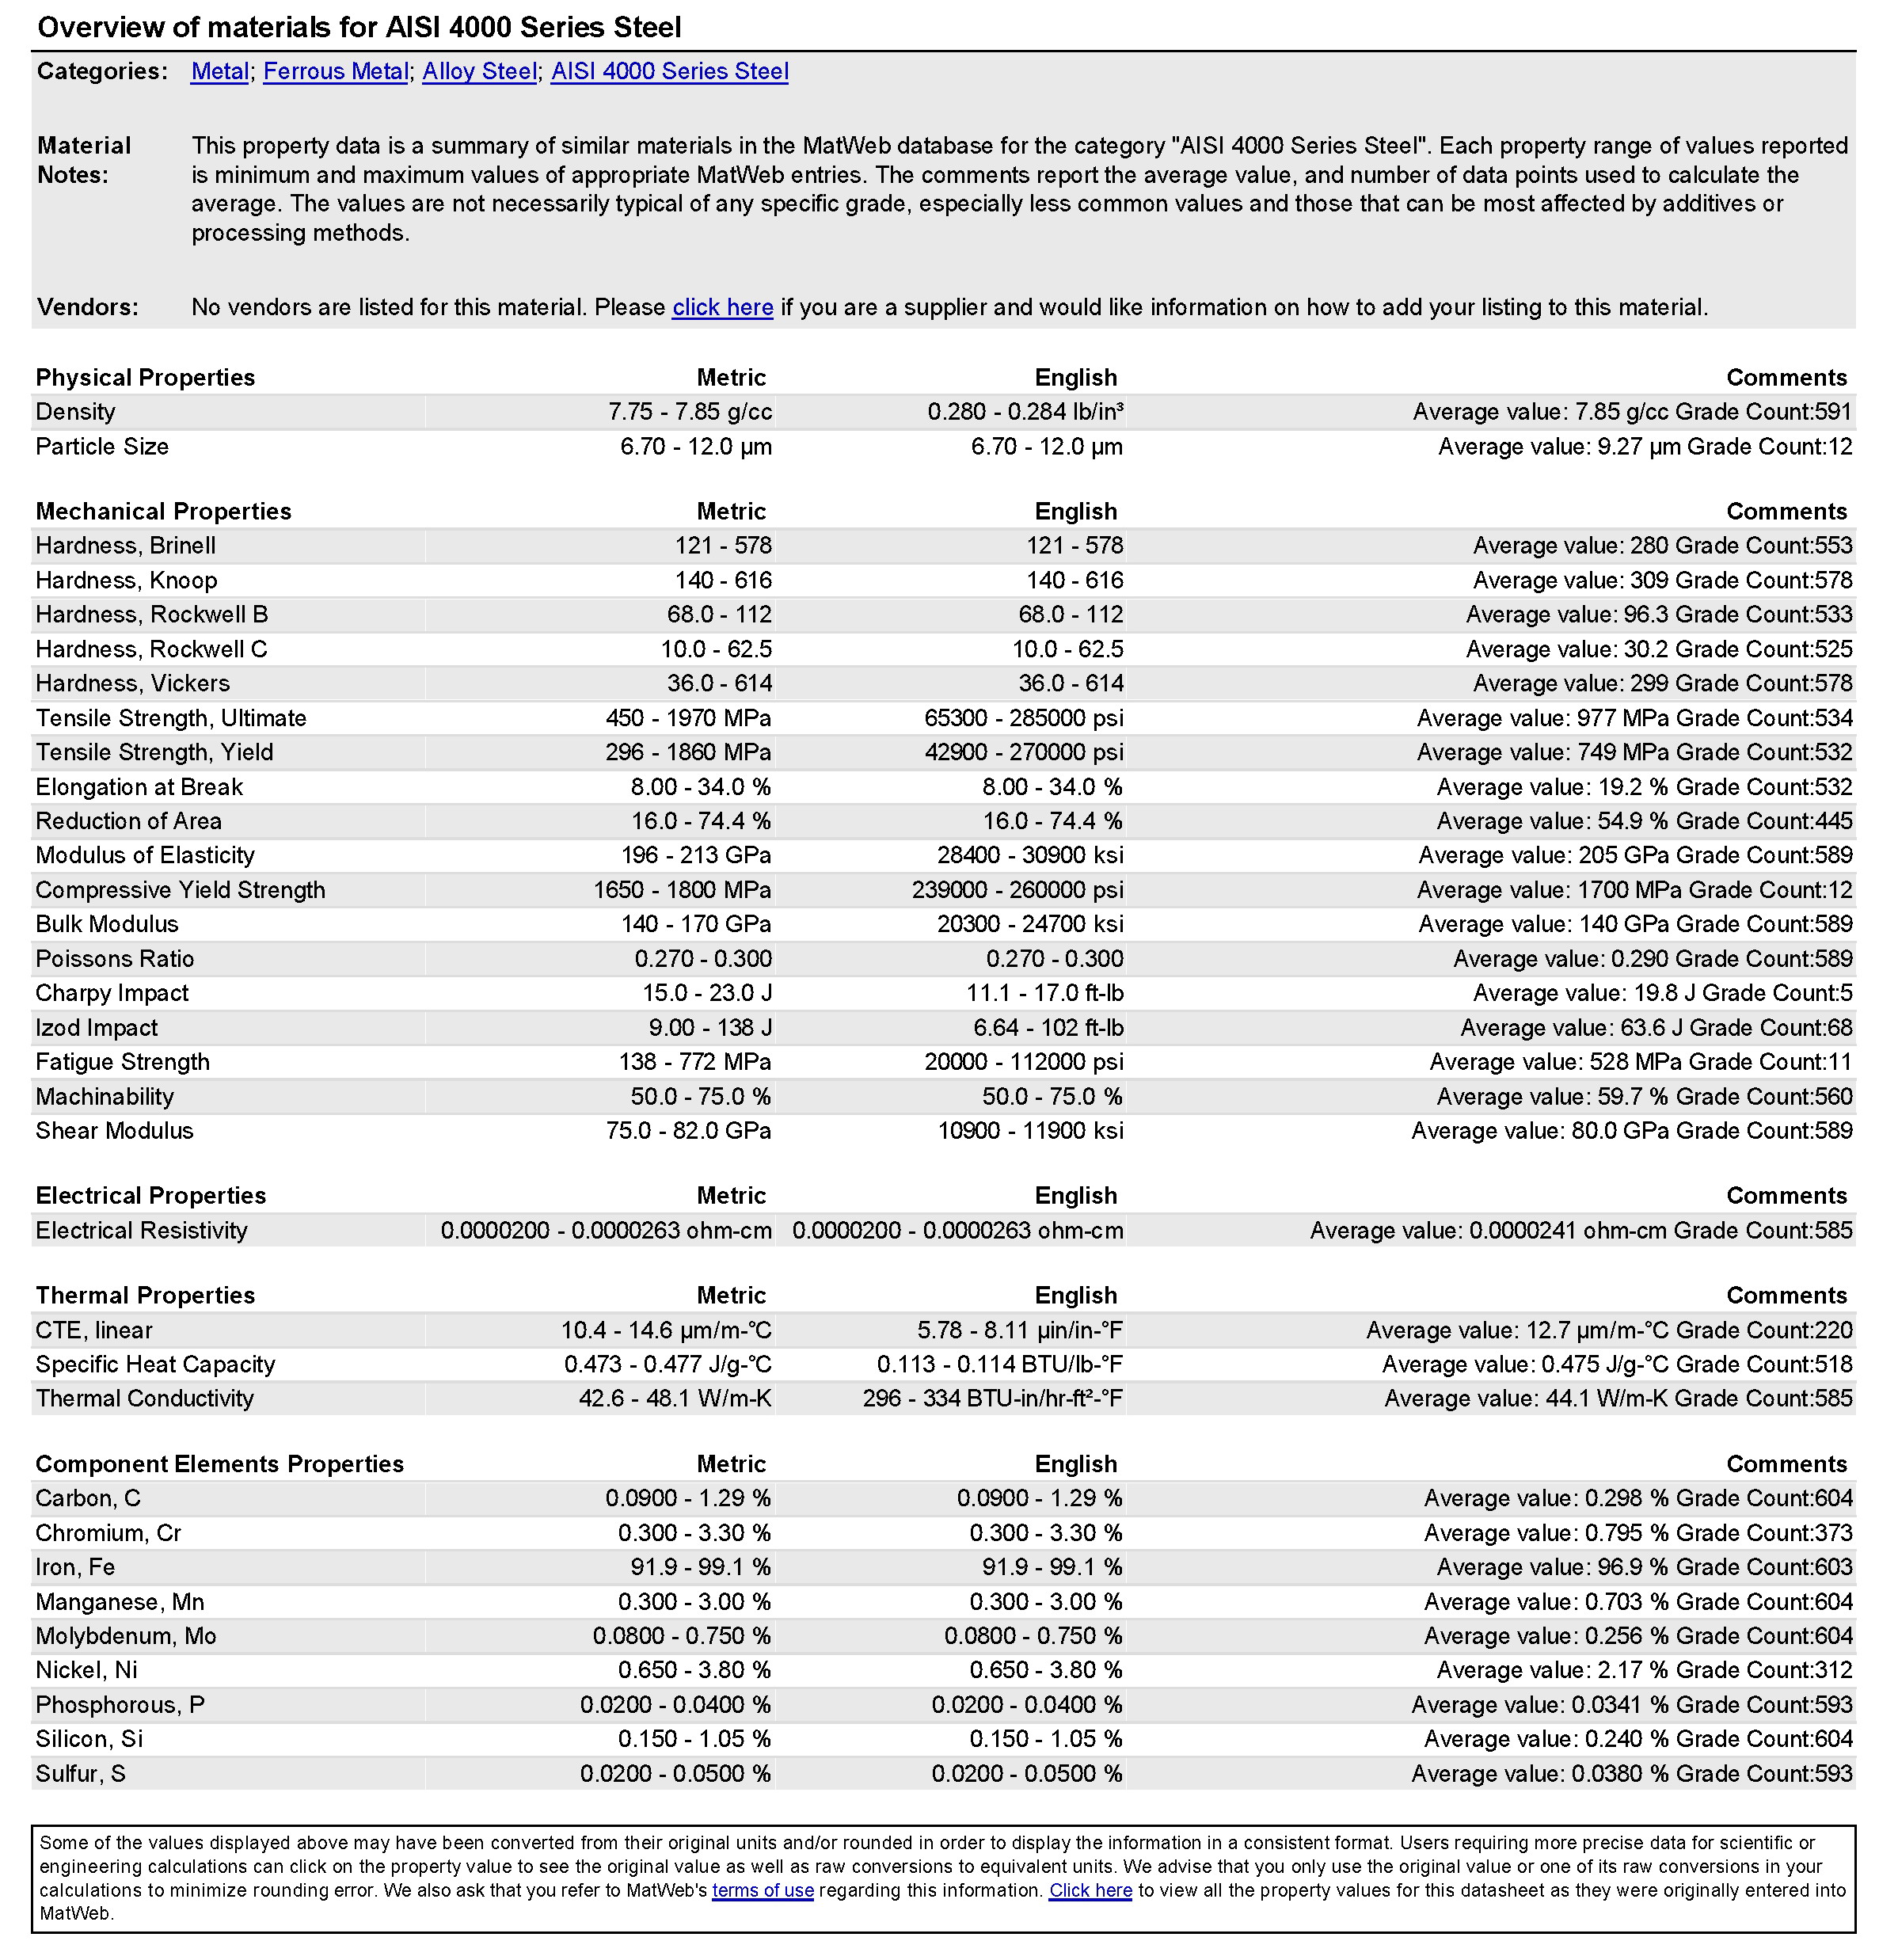 Overview of materials for AISI 4000 Series Steel
Categories: Metal; Ferrous Metal; Alloy Steel; AISI 4000 Series Steel
Material Notes: This property data is a summary of similar materials in the MatWeb database for the category "AISI 4000 Series Steel". Each property range of values reported
is minimum and maximum values of appropriate MatWeb entries. The comments report the average value, and number of data points used to calculate the
average. The values are not necessarily typical of any specific grade, especially less common values and those that can be most affected by additives or
processing methods.
Vendors: No vendors are listed for this material. Please click here if you are a supplier and would like information on how to add your listing to this material.
Physical Properties Metric English Comments
Density 7.75 - 7.85 g/cc 0.280 - 0.284 lb/in³ Average value: 7.85 g/cc Grade Count:591
Particle Size 6.70 - 12.0 µm 6.70 - 12.0 µm Average value: 9.27 µm Grade Count:12
Mechanical Properties Metric English Comments
Hardness, Brinell 121 - 578 121 - 578 Average value: 280 Grade Count:553
Hardness, Knoop 140 - 616 140 - 616 Average value: 309 Grade Count:578
Hardness, Rockwell B 68.0 - 112 68.0 - 112 Average value: 96.3 Grade Count:533
Hardness, Rockwell C 10.0 - 62.5 10.0 - 62.5 Average value: 30.2 Grade Count:525
Hardness, Vickers 36.0 - 614 36.0 - 614 Average value: 299 Grade Count:578
Tensile Strength, Ultimate 450 - 1970 MPa 65300 - 285000 psi Average value: 977 MPa Grade Count:534
Tensile Strength, Yield 296 - 1860 MPa 42900 - 270000 psi Average value: 749 MPa Grade Count:532
Elongation at Break 8.00 - 34.0 % 8.00 - 34.0 % Average value: 19.2 % Grade Count:532
Reduction of Area 16.0 - 74.4 % 16.0 - 74.4 % Average value: 54.9 % Grade Count:445
Modulus of Elasticity 196 - 213 GPa 28400 - 30900 ksi Average value: 205 GPa Grade Count:589
Compressive Yield Strength 1650 - 1800 MPa 239000 - 260000 psi Average value: 1700 MPa Grade Count:12
Bulk Modulus 140 - 170 GPa 20300 - 24700 ksi Average value: 140 GPa Grade Count:589
Poissons Ratio 0.270 - 0.300 0.270 - 0.300 Average value: 0.290 Grade Count:589
Charpy Impact 15.0 - 23.0 J 11.1 - 17.0 ft-lb Average value: 19.8 J Grade Count:5
Izod Impact 9.00 - 138 J 6.64 - 102 ft-lb Average value: 63.6 J Grade Count:68
Fatigue Strength 138 - 772 MPa 20000 - 112000 psi Average value: 528 MPa Grade Count:11
Machinability 50.0 - 75.0 % 50.0 - 75.0 % Average value: 59.7 % Grade Count:560
Shear Modulus 75.0 - 82.0 GPa 10900 - 11900 ksi Average value: 80.0 GPa Grade Count:589
Electrical Properties Metric English Comments
Electrical Resistivity 0.0000200 - 0.0000263 ohm-cm 0.0000200 - 0.0000263 ohm-cm Average value: 0.0000241 ohm-cm Grade Count:585
Thermal Properties Metric English Comments
CTE, linear 10.4 - 14.6 µm/m-°C 5.78 - 8.11 µin/in-°F Average value: 12.7 µm/m-°C Grade Count:220
Specific Heat Capacity 0.473 - 0.477 J/g-°C 0.113 - 0.114 BTU/lb-°F Average value: 0.475 J/g-°C Grade Count:518
Thermal Conductivity 42.6 - 48.1 W/m-K 296 - 334 BTU-in/hr-ft²-°F Average value: 44.1 W/m-K Grade Count:585
Component Elements Properties Metric English Comments
Carbon, C 0.0900 - 1.29 % 0.0900 - 1.29 % Average value: 0.298 % Grade Count:604
Chromium, Cr 0.300 - 3.30 % 0.300 - 3.30 % Average value: 0.795 % Grade Count:373
Iron, Fe 91.9 - 99.1 % 91.9 - 99.1 % Average value: 96.9 % Grade Count:603
Manganese, Mn 0.300 - 3.00 % 0.300 - 3.00 % Average value: 0.703 % Grade Count:604
Molybdenum, Mo 0.0800 - 0.750 % 0.0800 - 0.750 % Average value: 0.256 % Grade Count:604
Nickel, Ni 0.650 - 3.80 % 0.650 - 3.80 % Average value: 2.17 % Grade Count:312
Phosphorous, P 0.0200 - 0.0400 % 0.0200 - 0.0400 % Average value: 0.0341 % Grade Count:593
Silicon, Si 0.150 - 1.05 % 0.150 - 1.05 % Average value: 0.240 % Grade Count:604
Sulfur, S 0.0200 - 0.0500 % 0.0200 - 0.0500 % Average value: 0.0380 % Grade Count:593
Some of the values displayed above may have been converted from their original units and/or rounded in order to display the information in a consistent format. Users requiring more precise data for scientific or
engineering calculations can click on the property value to see the original value as well as raw conversions to equivalent units. We advise that you only use the original value or one of its raw conversions in your
calculations to minimize rounding error. We also ask that you refer to MatWeb's terms of use regarding this information. Click here to view all the property values for this datasheet as they were originally entered into
MatWeb.